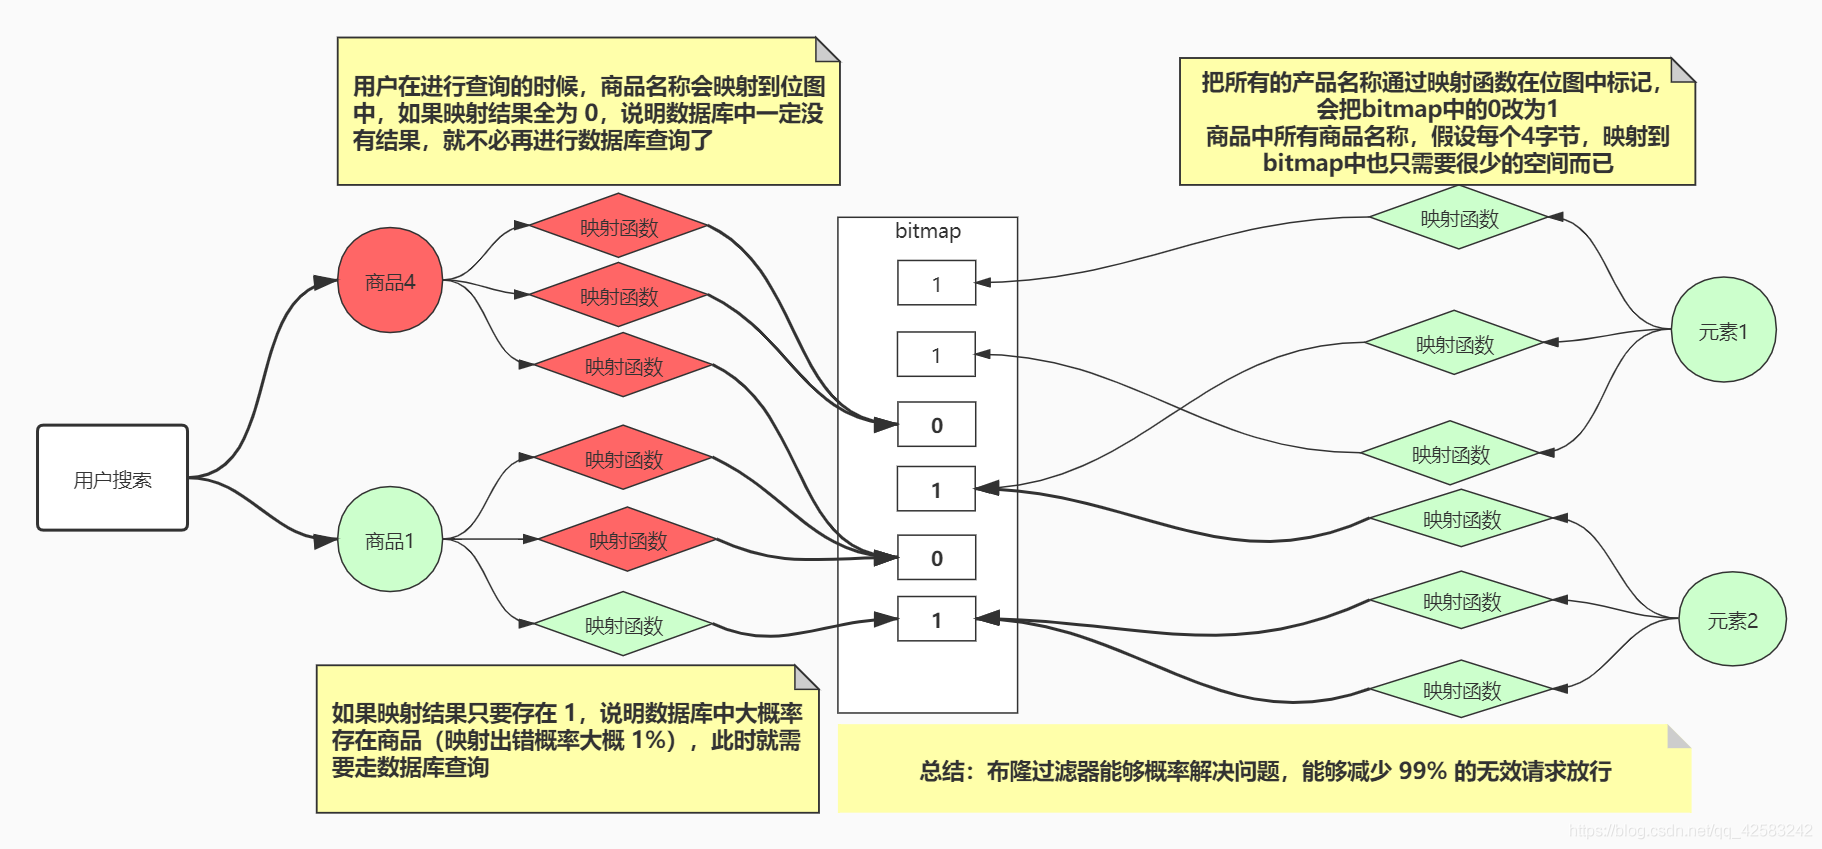 用户在进行查询的时候，商品名称会映射到位图
中，如果映射结果全为 0，说明数据库中一定没
有结果，就不必再进行数据库查询了
把所有的产品名称通过映射函数在位图中标记，
会把bitmap中的0改为1
商品中所有商品名称，假设每个4字节，映射到
bitmap中也只需要很少的空间而已
用户搜索
商品4
映射函数
映射函数
映射函数
商品1
映射函数
映射函数
映射函数
bitmap
1
1
0
1
0
1
映射函数
映射函数
映射函数
元素1
映射函数
映射函数
映射函数
元素2
如果映射结果只要存在 1，说明数据库中大概率
存在商品（映射出错概率大概 1%），此时就需
要走数据库查询
总结：布隆过滤器能够概率解决问题，能够减少 99% 的无效请求放行
https://blog.csdn.net/qq_42583242